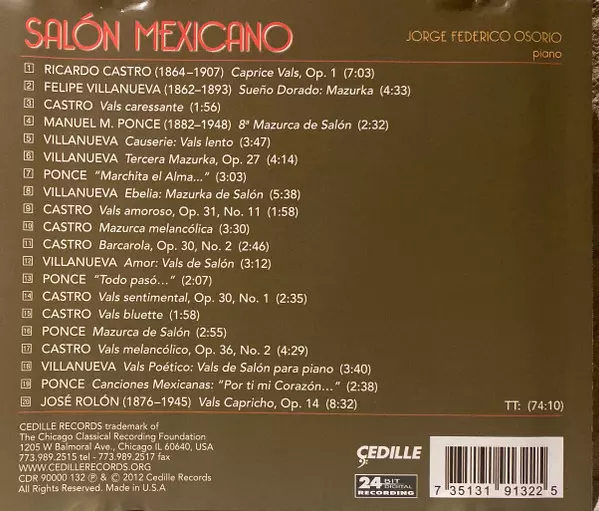 SALÓN MEXICANO
JORGE FEDERICO OSORIO
piano
1 RICARDO CASTRO (1864–1907) Caprice Vals, Op. 1 (7:03)
2 FELIPE VILLANUEVA (1862–1893) Sueño Dorado: Mazurka (4:33)
3 CASTRO Vals caressante (1:56)
4 MANUEL M. PONCE (1882–1948) 8ª Mazurca de Salón (2:32)
5 VILLANUEVA Causerie: Vals lento (3:47)
6 VILLANUEVA Tercera Mazurka, Op. 27 (4:14)
7 PONCE “Marchita el Alma...” (3:03)
8 VILLANUEVA Ebelia: Mazurka de Salón (5:38)
9 CASTRO Vals amoroso, Op. 31, No. 11 (1:58)
10 CASTRO Mazurca melancólica (3:30)
11 CASTRO Barcarola, Op. 30, No. 2 (2:46)
12 VILLANUEVA Amor: Vals de Salón (3:12)
13 PONCE “Todo pasó…” (2:07)
14 CASTRO Vals sentimental, Op. 30, No. 1 (2:35)
15 CASTRO Vals bluette (1:58)
16 PONCE Mazurca de Salón (2:55)
17 CASTRO Vals melancólico, Op. 36, No. 2 (4:29)
18 VILLANUEVA Vals Poético: Vals de Salón para piano (3:40)
19 PONCE Canciones Mexicanas: “Por ti mi Corazón…” (2:38)
20 JOSÉ ROLÓN (1876–1945) Vals Capricho, Op. 14 (8:32)
TT: (74:10)
CEDILLE RECORDS trademark of
The Chicago Classical Recording Foundation
1205 W Balmoral Ave, Chicago IL 60640, USA
773.989.2515 tel – 773.989.2517 fax
WWW.CEDILLERECORDS.ORG
CDR 90000 132 Ⓟ & © 2012 Cedille Records
All Rights Reserved. Made in U.S.A
ÇEDILLE
24 BIT DIGITAL
RECORDING
7 35131 91322 5